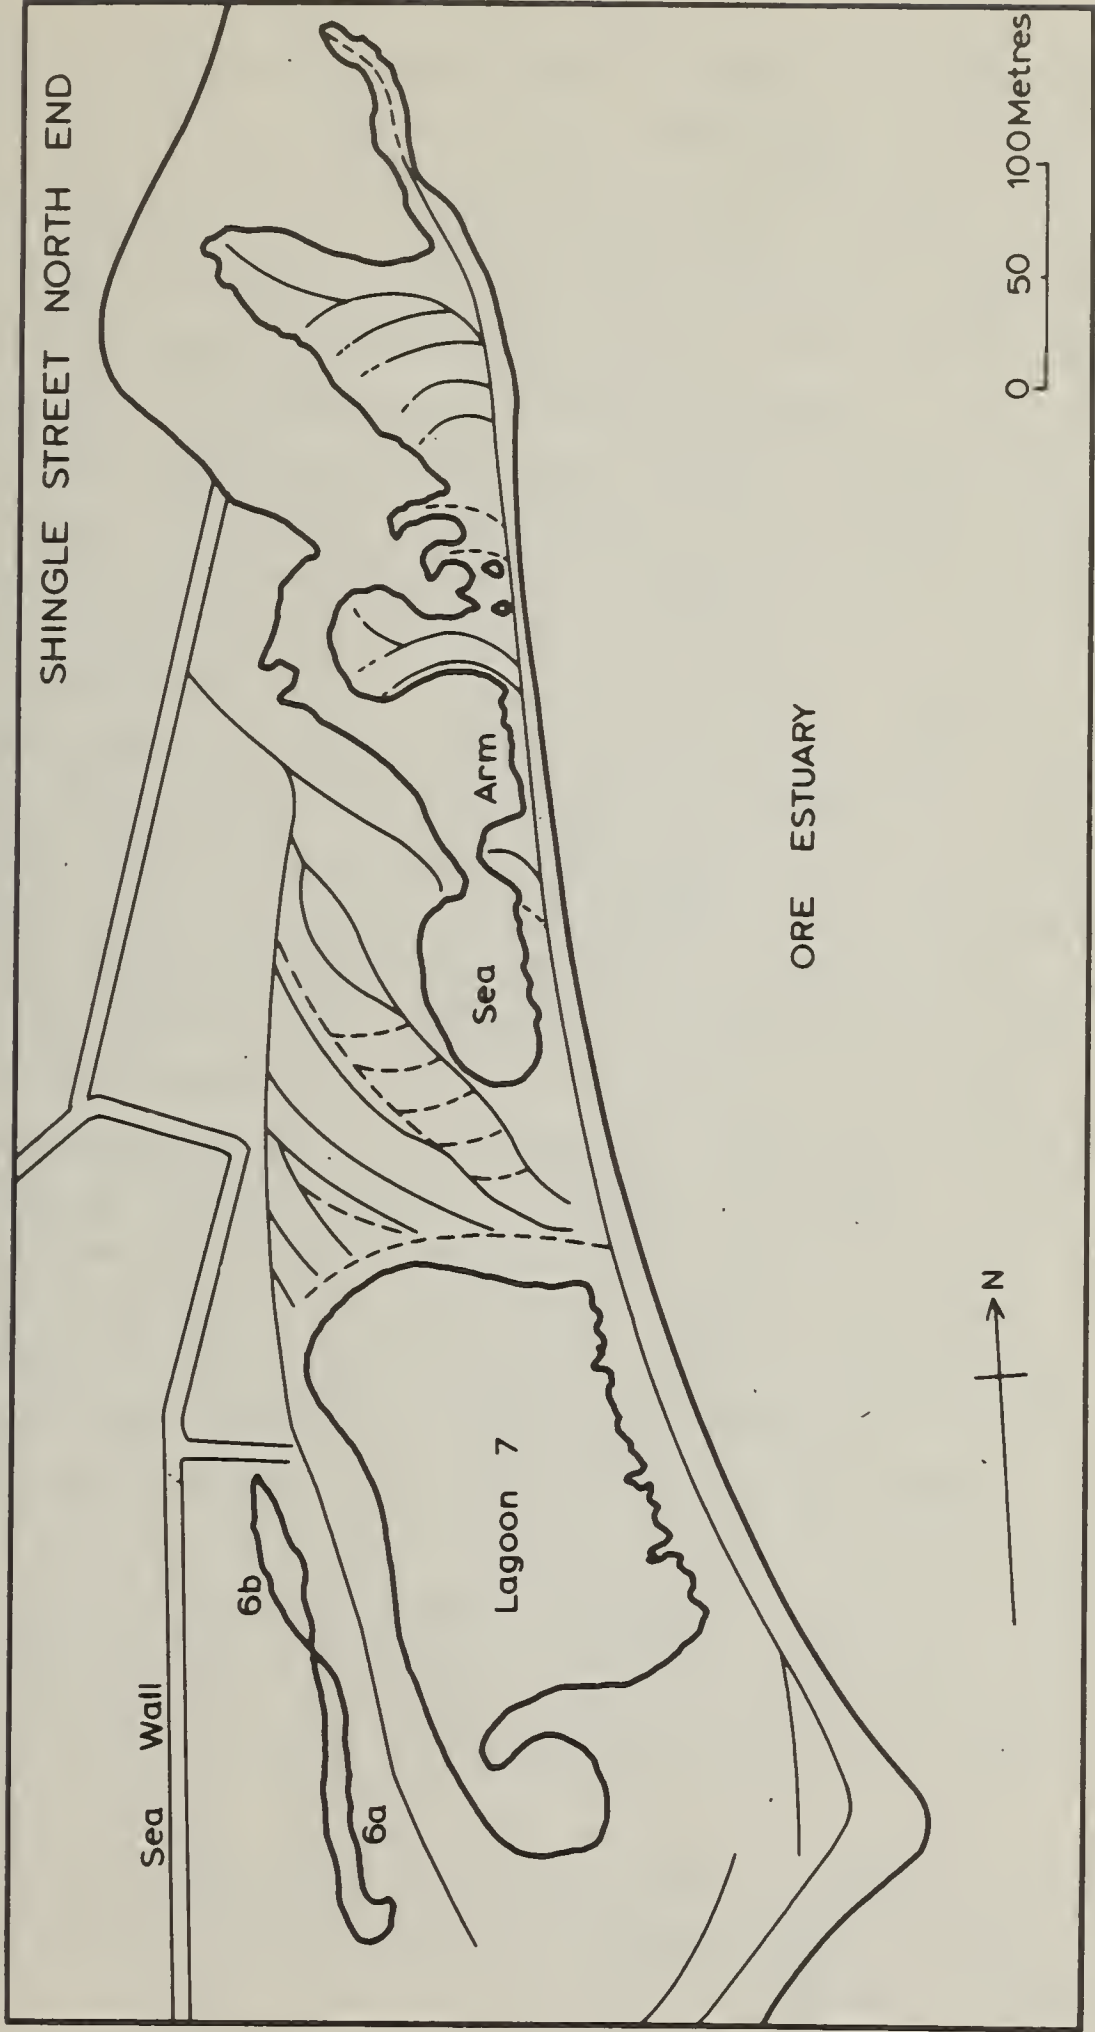 SHINGLE STREET NORTH END
Sea Wall
6b
6a
Lagoon 7
Sea Arm
ORE ESTUARY
N
0 50 100 Metres